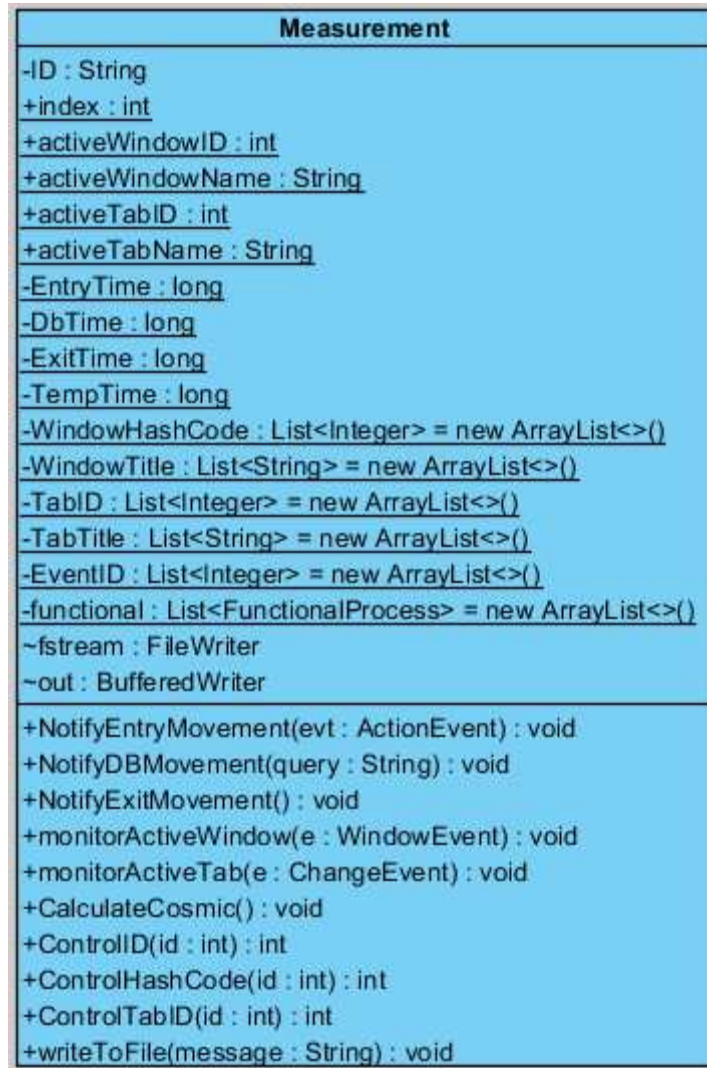 Measurement
-ID : String
+index : int
+activeWindowID : int
+activeWindowName : String
+activeTabID : int
+activeTabName : String
-EntryTime : long
-DbTime : long
-ExitTime : long
-TempTime : long
-WindowHashCode : List<Integer> = new ArrayList<>()
-WindowTitle : List<String> = new ArrayList<>()
-TabID : List<Integer> = new ArrayList<>()
-TabTitle : List<String> = new ArrayList<>()
-EventID : List<Integer> = new ArrayList<>()
-functional : List<FunctionalProcess> = new ArrayList<>()
~fstream : FileWriter
~out : BufferedWriter
+NotifyEntryMovement(evt : ActionEvent) : void
+NotifyDBMovement(query : String) : void
+NotifyExitMovement() : void
+monitorActiveWindow(e : WindowEvent) : void
+monitorActiveTab(e : ChangeEvent) : void
+CalculateCosmic() : void
+ControlID(id : int) : int
+ControlHashCode(id : int) : int
+ControlTabID(id : int) : int
+writeToFile(message : String) : void